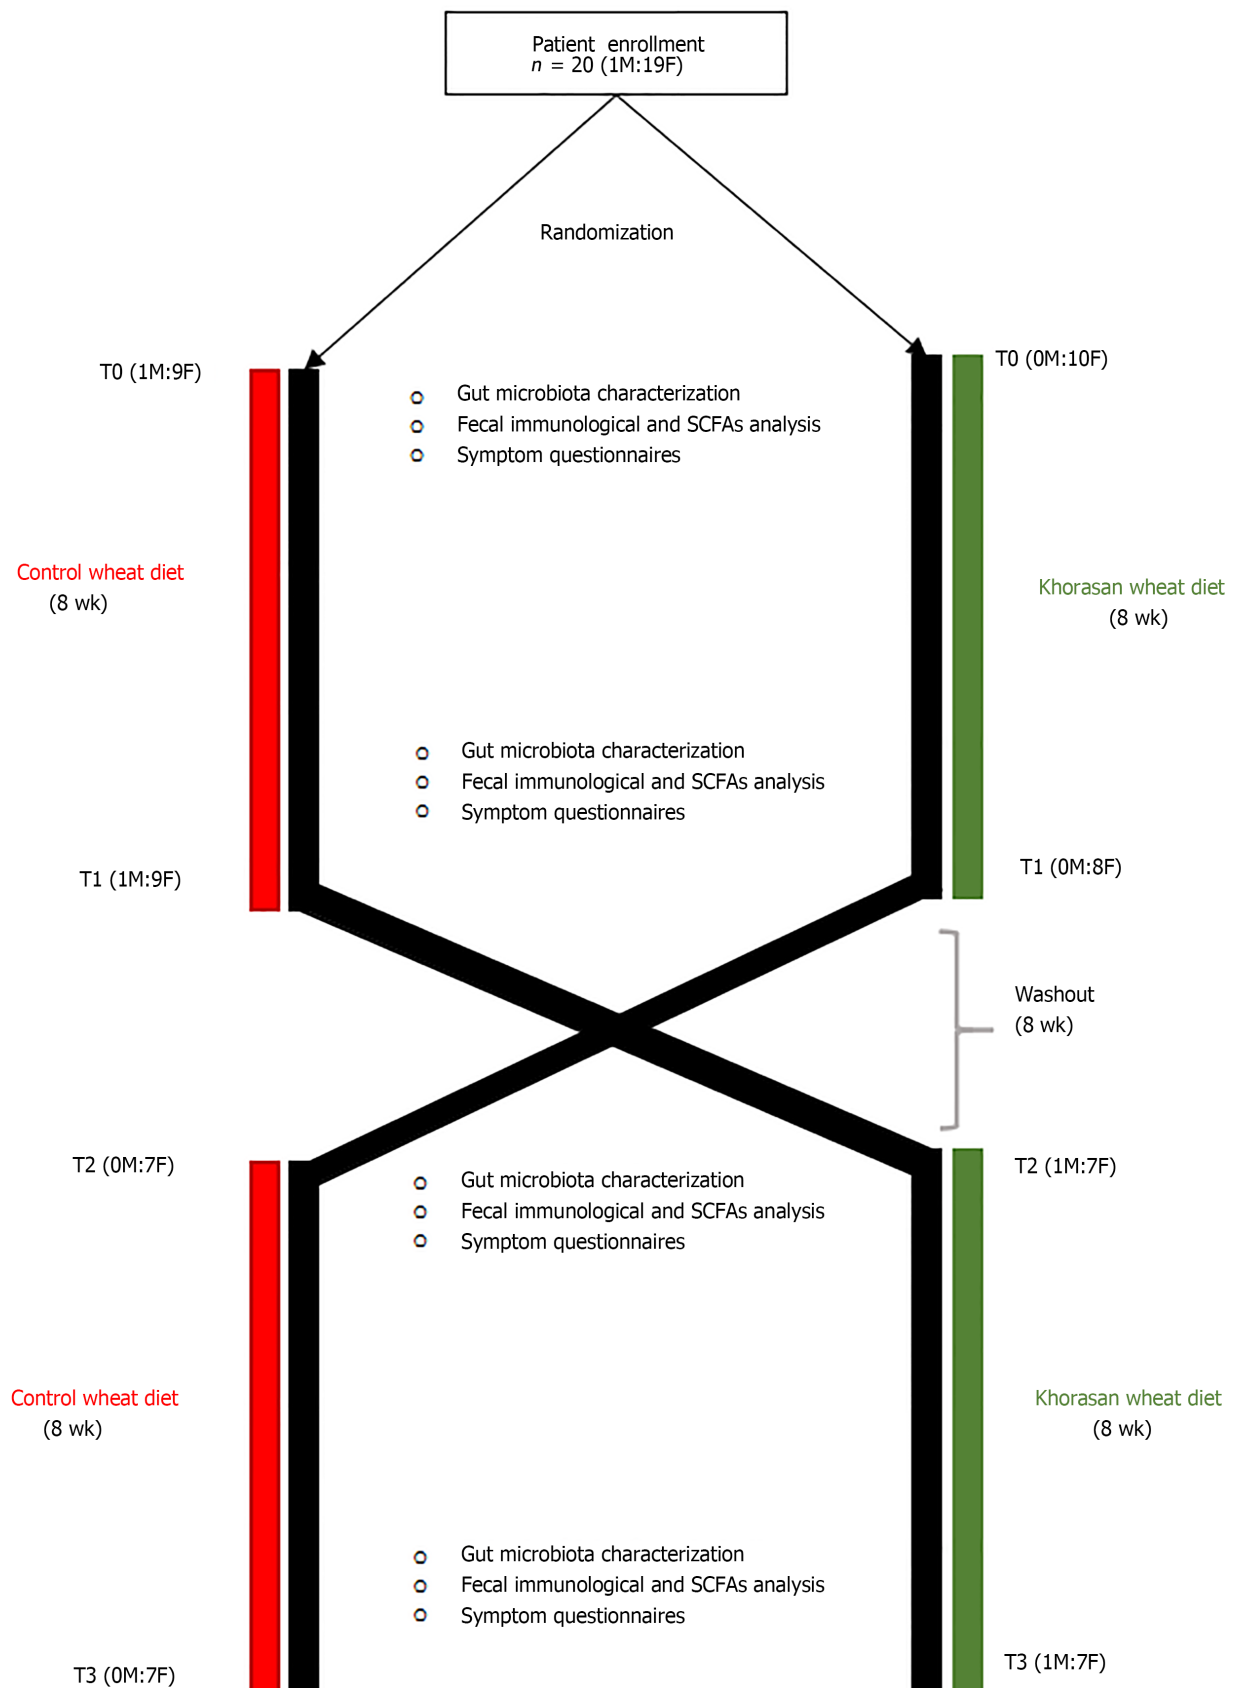 Patient enrollment
n = 20 (1M:19F)
Randomization
T0 (1M:9F)
T0 (0M:10F)
Gut microbiota characterization
Fecal immunological and SCFAs analysis
Symptom questionnaires
Control wheat diet
(8 wk)
Khorasan wheat diet
(8 wk)
Gut microbiota characterization
Fecal immunological and SCFAs analysis
Symptom questionnaires
T1 (1M:9F)
T1 (0M:8F)
Washout
(8 wk)
T2 (0M:7F)
T2 (1M:7F)
Gut microbiota characterization
Fecal immunological and SCFAs analysis
Symptom questionnaires
Control wheat diet
(8 wk)
Khorasan wheat diet
(8 wk)
Gut microbiota characterization
Fecal immunological and SCFAs analysis
Symptom questionnaires
T3 (0M:7F)
T3 (1M:7F)